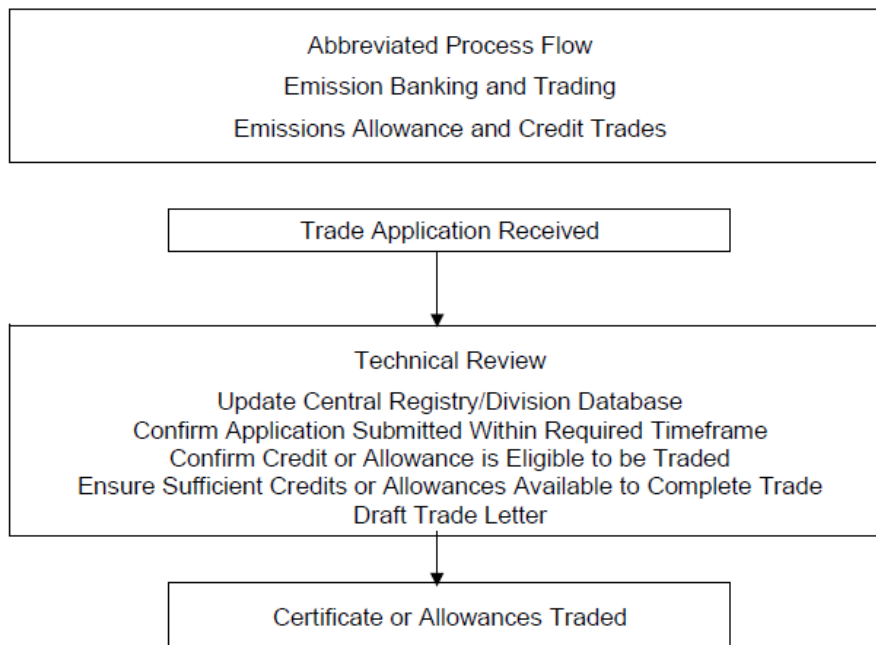 Abbreviated Process Flow
Emission Banking and Trading
Emissions Allowance and Credit Trades
Trade Application Received
Technical Review
Update Central Registry/Division Database
Confirm Application Submitted Within Required Timeframe
Confirm Credit or Allowance is Eligible to be Traded
Ensure Sufficient Credits or Allowances Available to Complete Trade
Draft Trade Letter
Certificate or Allowances Traded